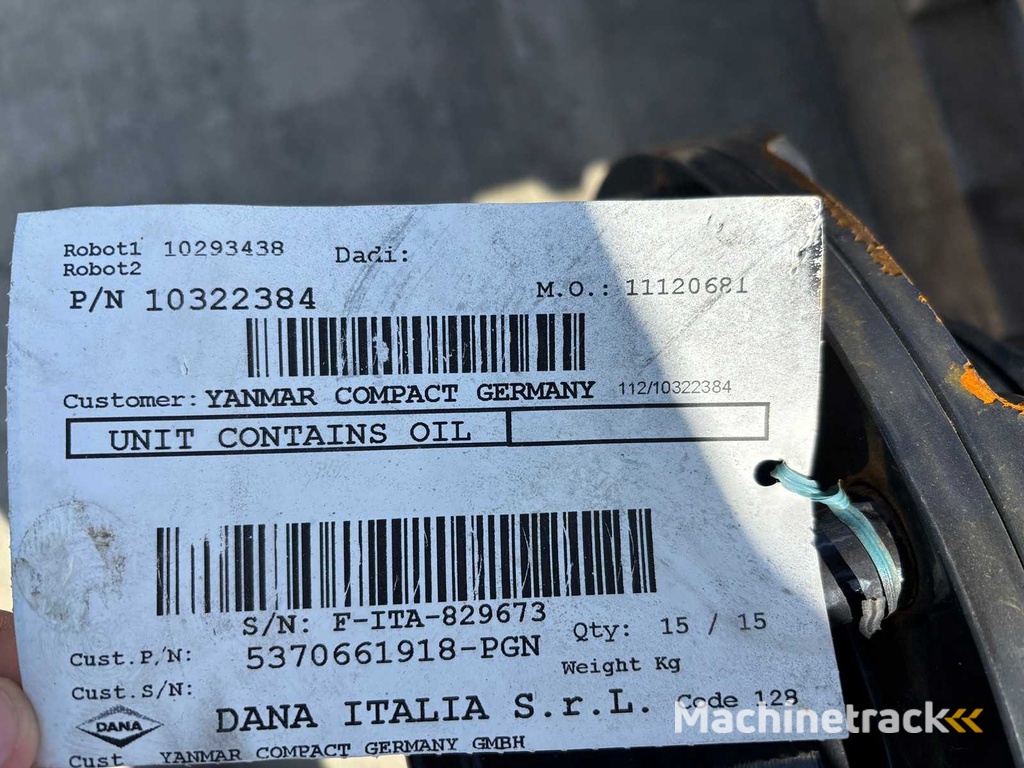 Robot1 10293438 Dadi:
Robot2
P/N 10322384 M.O.: 11120681
Customer: YANMAR COMPACT GERMANY 112/10322384
UNIT CONTAINS OIL
S/N: F-ITA-829673
Cust.P/N: 5370661918-PGN Qty: 15 / 15
Weight Kg
Cust.S/N:
DANA DANA ITALIA S.r.L. Code 128
Cust YANMAR COMPACT GERMANY GMBH
Machinetrack